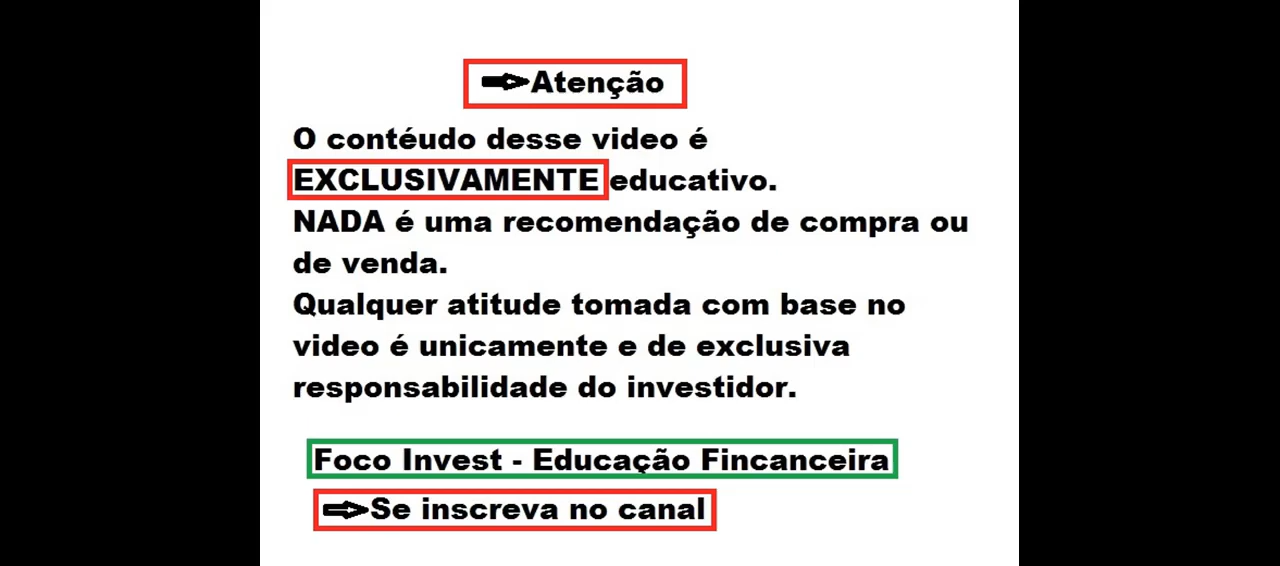 Atenção
O contéudo desse video é
EXCLUSIVAMENTE educativo.
NADA é uma recomendação de compra ou
de venda.
Qualquer atitude tomada com base no
video é unicamente e de exclusiva
responsabilidade do investidor.
Foco Invest - Educação Fincanceira
Se inscreva no canal